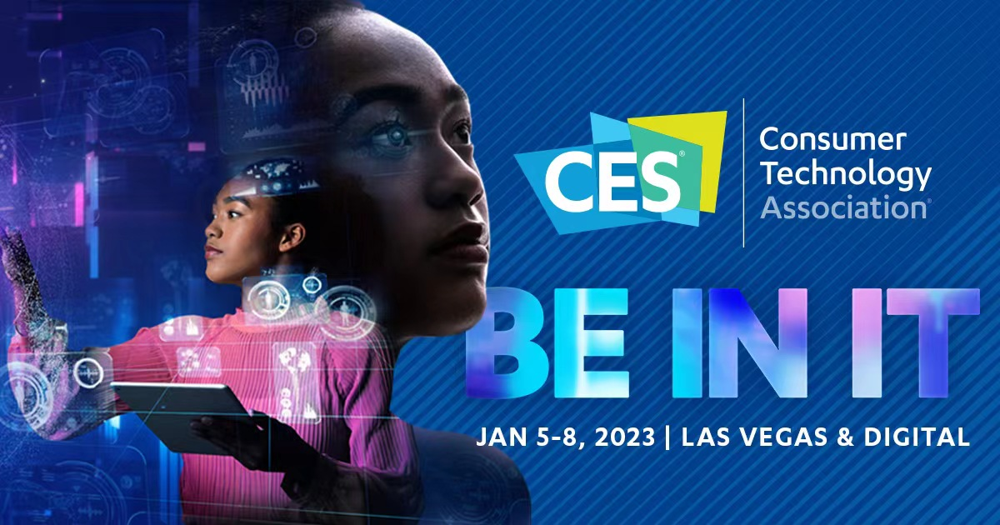 CES®
Consumer
Technology
Association®
BE IN IT
JAN 5-8, 2023 | LAS VEGAS & DIGITAL